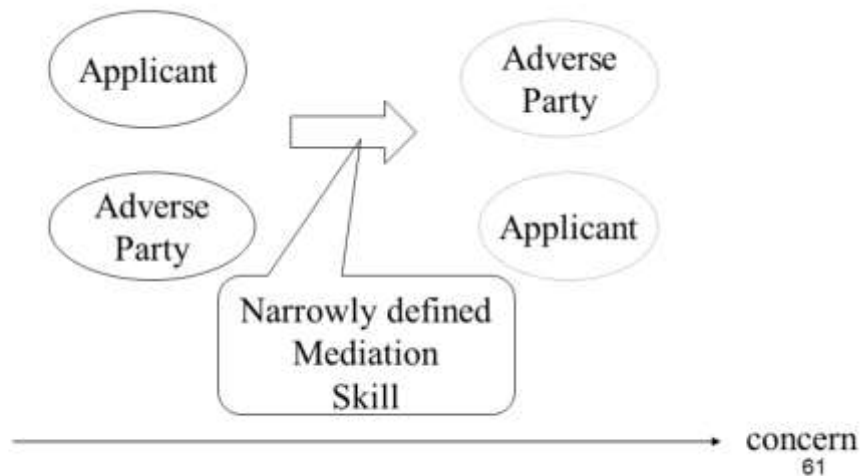 Applicant
Adverse
Party
Adverse
Party
Applicant
Narrowly defined
Mediation
Skill
concern
61